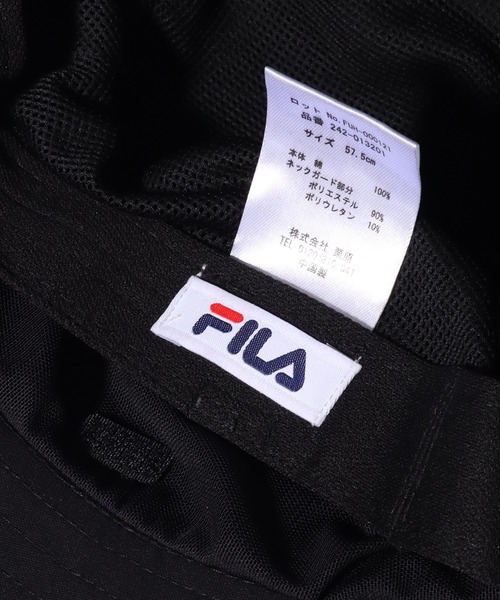 ロット No. FUH-000121
品番 242-013201
サイズ 57.5cm
本体 綿 100%
ネックガード部分
ポリエステル 90%
ポリウレタン 10%
株式会社
TEL
中国製
FILA